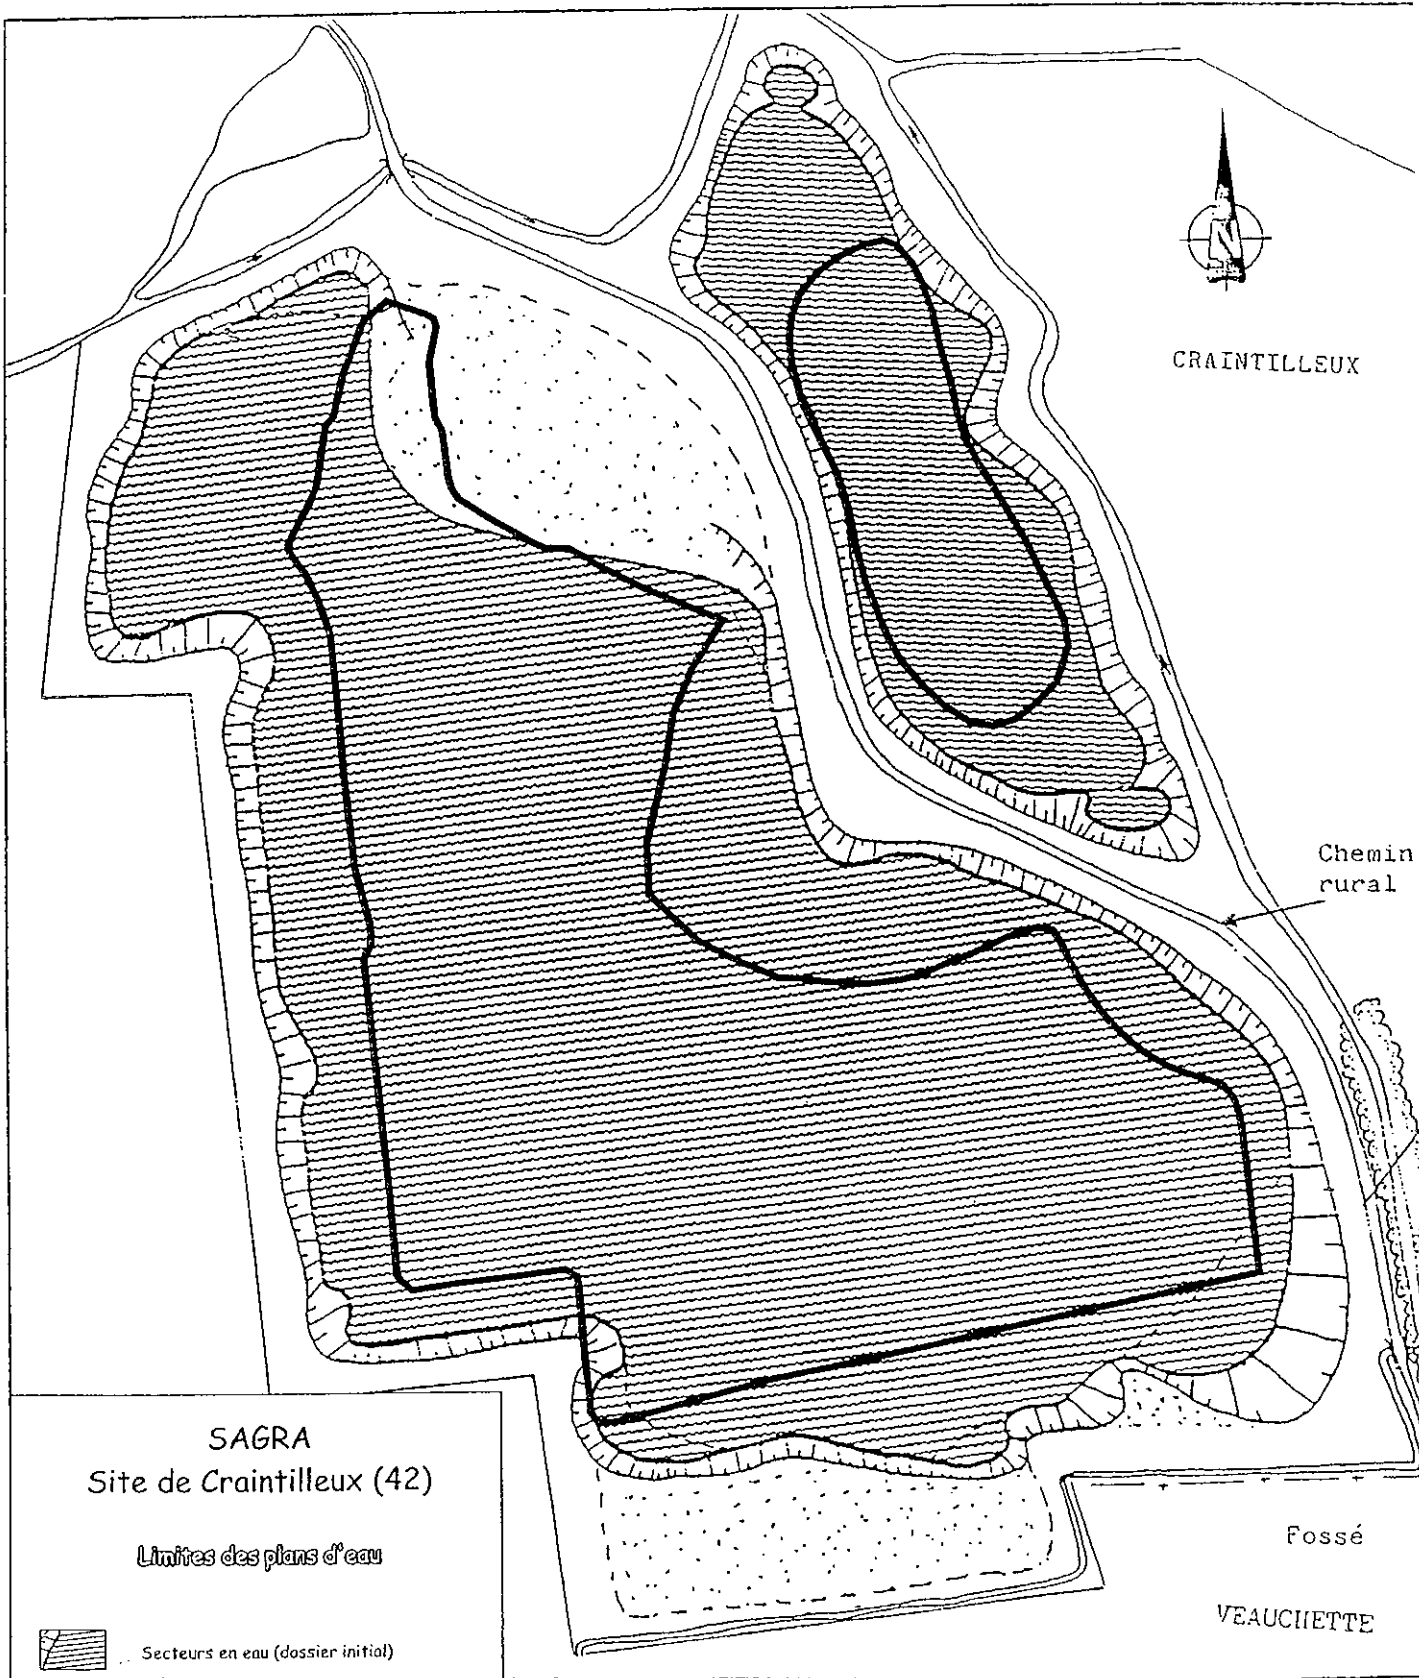 CRAINTILLEUX
Chemin
rural
SAGRA
Site de Craintilleux (42)
Limites des plans d'eau
Secteurs en eau (dossier initial)
Fossé
VEAUCHETTE